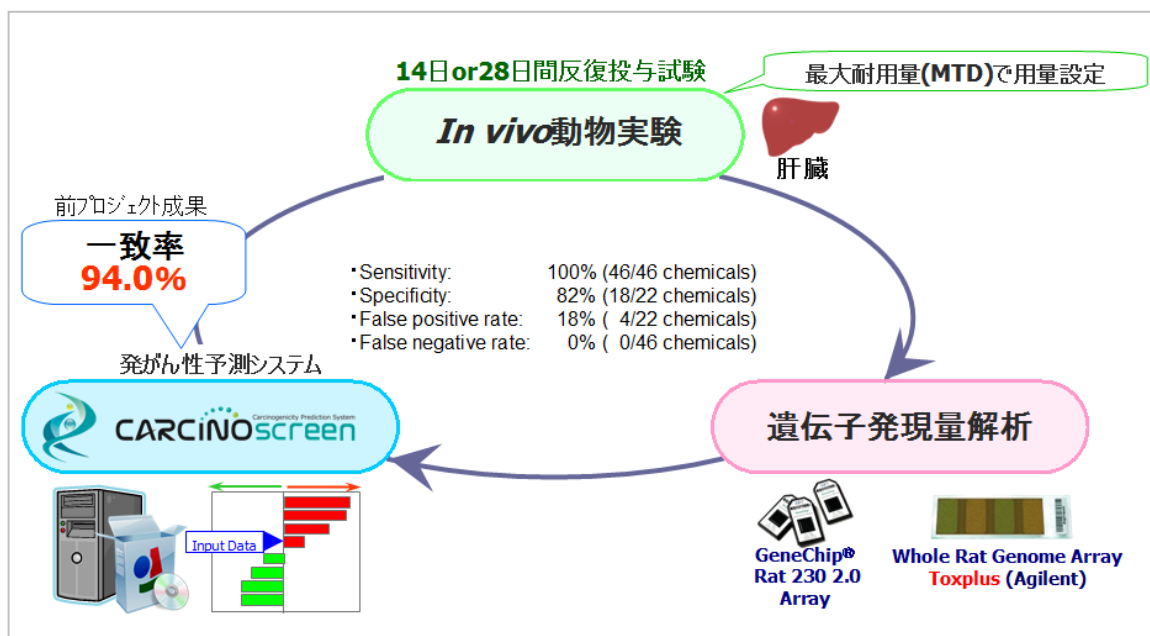 14日or28日間反復投与試験
最大耐用量(MTD)で用量設定
In vivo動物実験
肝臓
前プロジェクト成果
一致率
94.0%
・Sensitivity: 100% (46/46 chemicals)
・Specificity: 82% (18/22 chemicals)
・False positive rate: 18% ( 4/22 chemicals)
・False negative rate: 0% ( 0/46 chemicals)
発がん性予測システム
Carcinogenicity Prediction System
CARCINOscreen
遺伝子発現量解析
Input Data
GeneChip®
Rat 230 2.0
Array
Whole Rat Genome Array
Toxplus (Agilent)